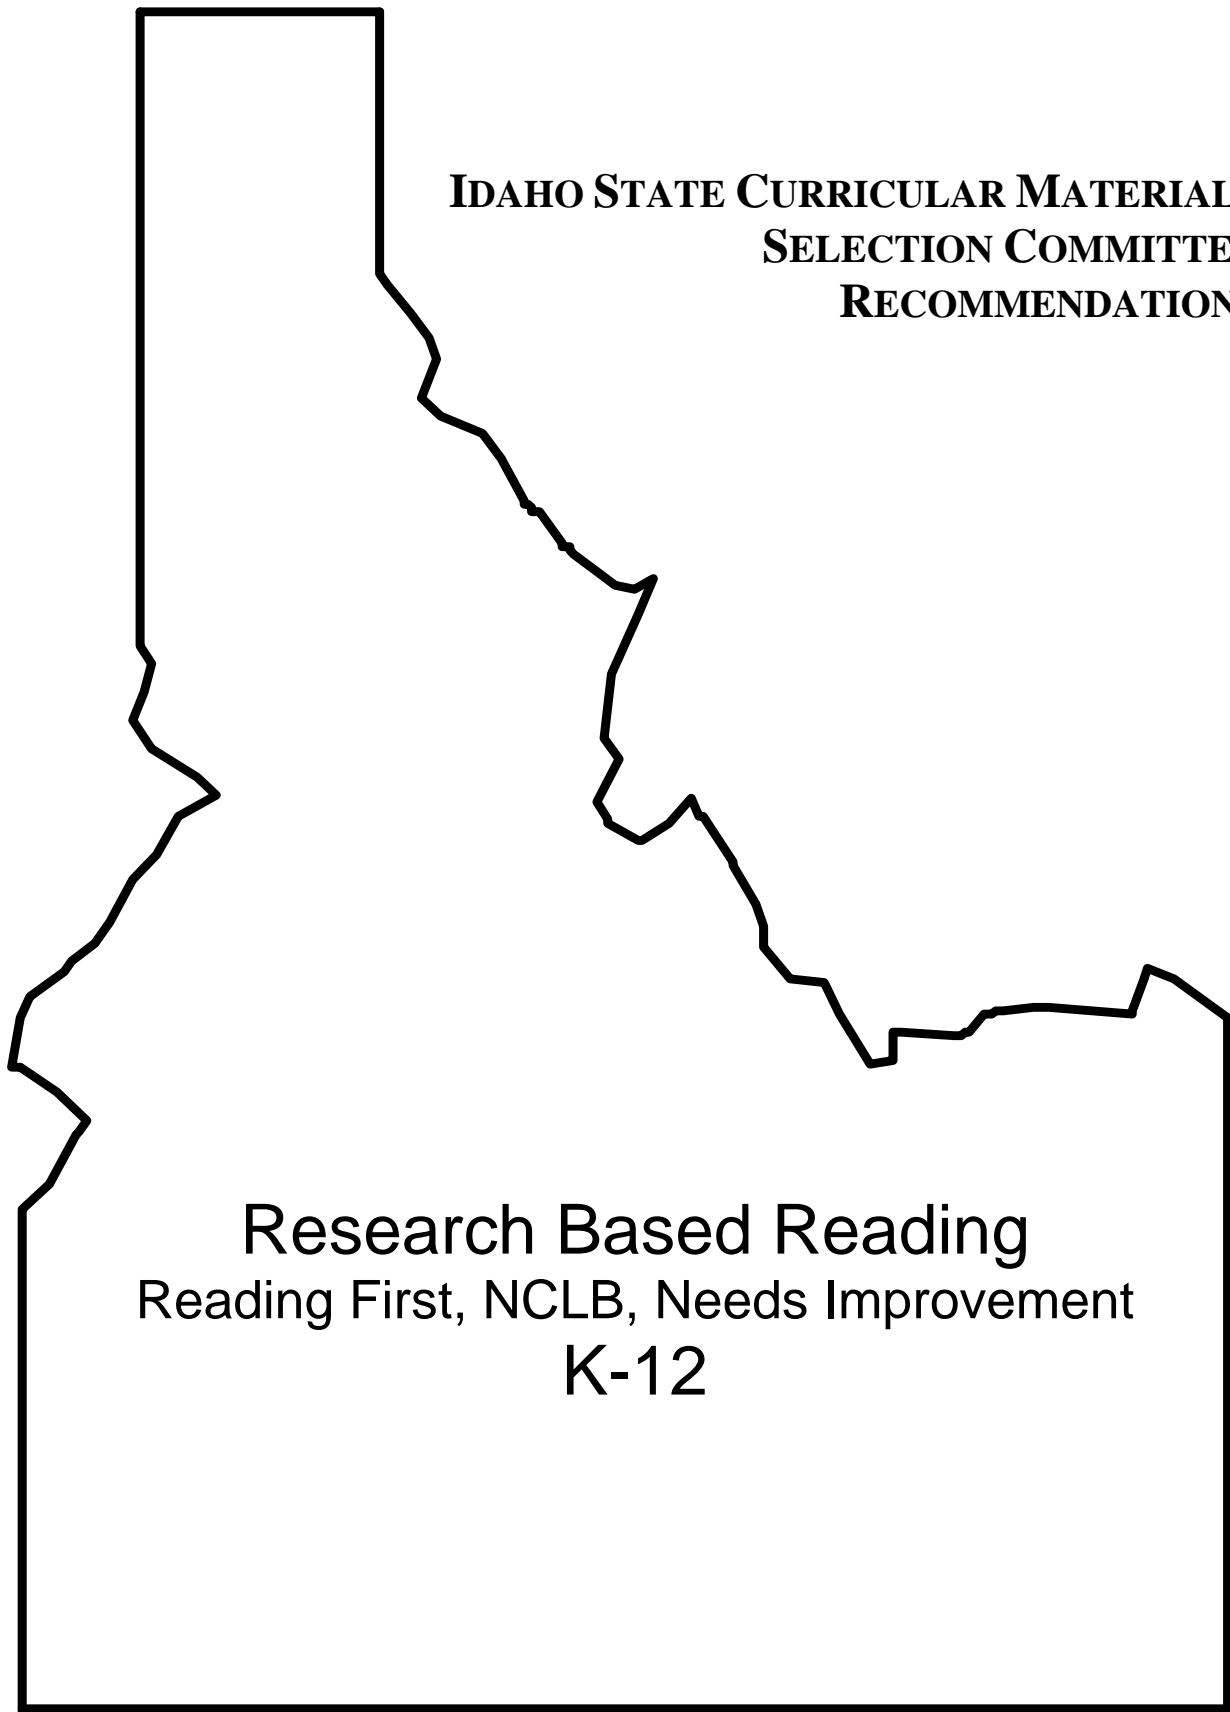 IDAHO STATE CURRICULAR MATERIAL
SELECTION COMMITTE
RECOMMENDATION
Research Based Reading
Reading First, NCLB, Needs Improvement
K-12